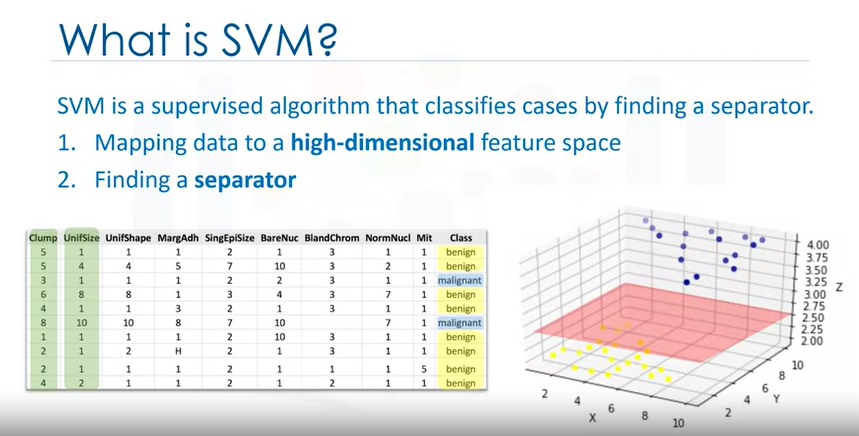 What is SVM?
SVM is a supervised algorithm that classifies cases by finding a separator.
1. Mapping data to a high-dimensional feature space
2. Finding a separator
Clump UnifSize UnifShape MargAdh SingEpiSize BareNuc BlandChrom NormNucl Mit Class
5 1 1 1 2 1 3 1 1 benign
5 4 4 5 7 10 3 2 1 benign
3 1 1 1 2 2 3 1 1 malignant
6 8 8 1 3 4 3 7 1 benign
4 1 1 3 2 1 3 1 1 benign
8 10 10 8 7 10 7 1 malignant
1 1 1 1 2 10 3 1 1 benign
2 1 2 H 2 1 3 1 1 benign
2 1 1 1 2 1 1 1 5 benign
4 2 1 1 2 1 2 1 1 benign
4.00
3.75
3.50
3.25
3.00
2.75
2.50
2.25
2.00
Z
2 4 6 8 10
X
2 4 6 8 10
Y